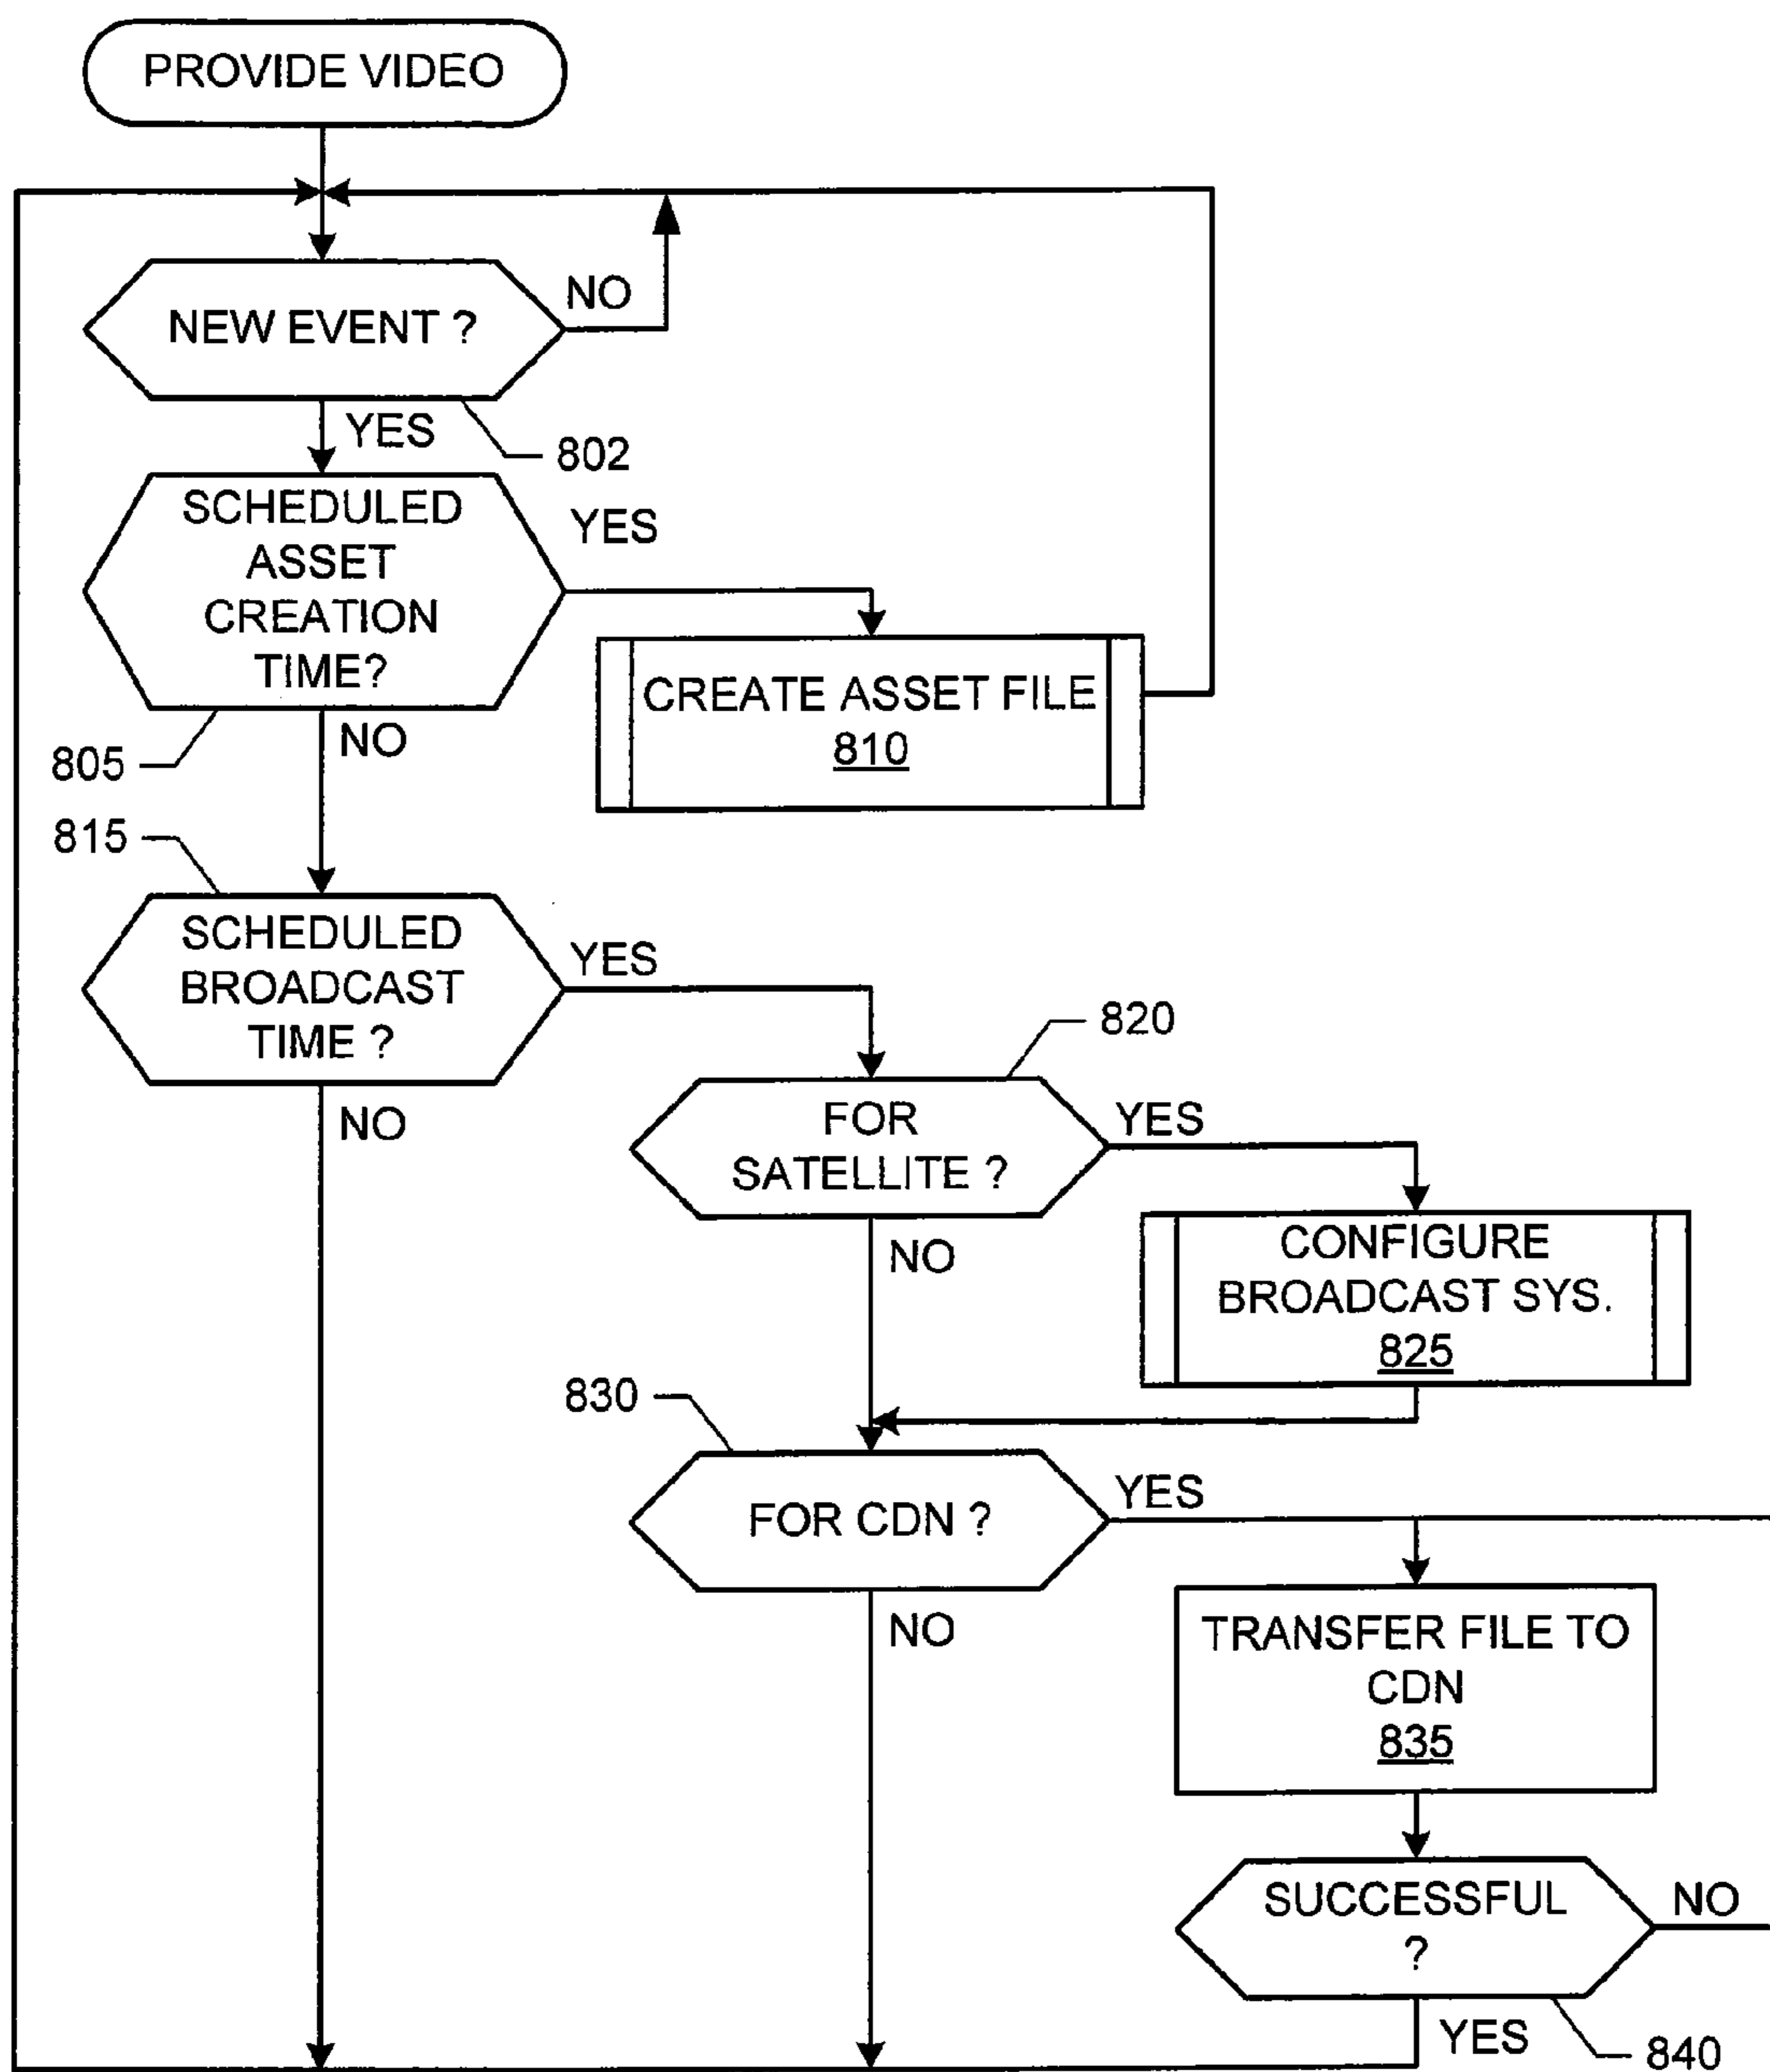 PROVIDE VIDEO
NEW EVENT ?
NO
YES
802
SCHEDULED
ASSET
CREATION
TIME?
YES
NO
805
CREATE ASSET FILE
810
815
SCHEDULED
BROADCAST
TIME ?
YES
NO
820
FOR
SATELLITE ?
YES
NO
CONFIGURE
BROADCAST SYS.
825
830
FOR CDN ?
YES
NO
TRANSFER FILE TO
CDN
835
SUCCESSFUL
?
NO
YES
840